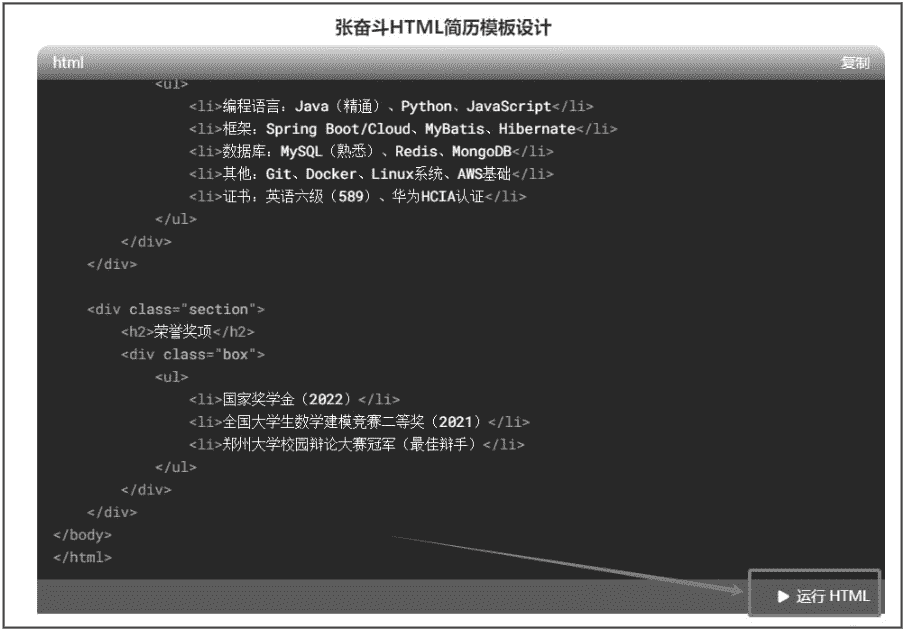 张奋斗HTML简历模板设计
html 复制
<ul>
<li>编程语言：Java（精通）、Python、JavaScript</li>
<li>框架：Spring Boot/Cloud、MyBatis、Hibernate</li>
<li>数据库：MySQL（熟悉）、Redis、MongoDB</li>
<li>其他：Git、Docker、Linux系统、AWS基础</li>
<li>证书：英语六级（589）、华为HCIA认证</li>
</ul>
</div>
</div>
<div class="section">
<h2>荣誉奖项</h2>
<div class="box">
<ul>
<li>国家奖学金（2022）</li>
<li>全国大学生数学建模竞赛二等奖（2021）</li>
<li>郑州大学校园辩论大赛冠军（最佳辩手）</li>
</ul>
</div>
</div>
</body>
</html>
运行 HTML